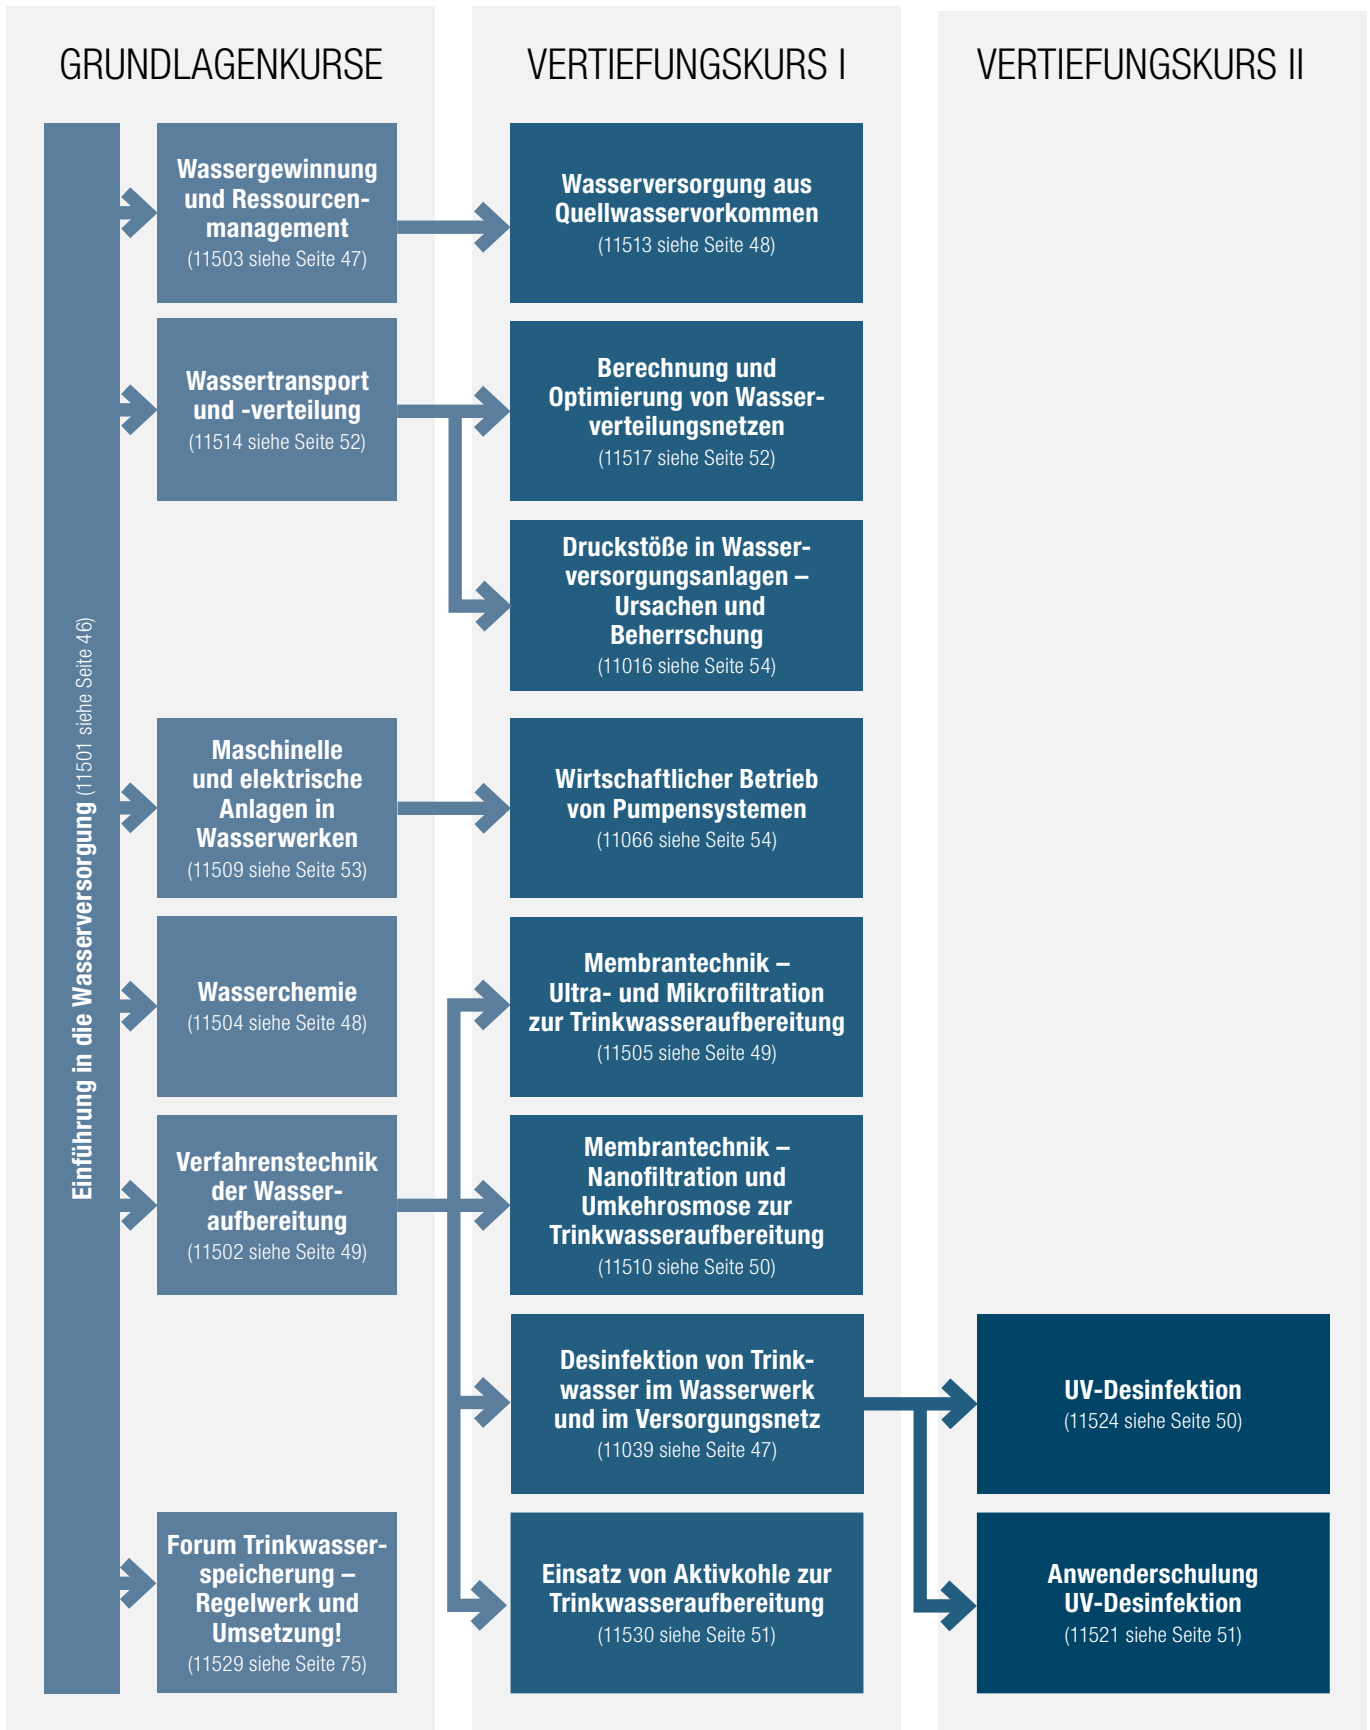 GRUNDLAGENKURSE
Einführung in die Wasserversorgung (11501 siehe Seite 46)
Wassergewinnung
und Ressourcen-
management
(11503 siehe Seite 47)
Wassertransport
und -verteilung
(11514 siehe Seite 52)
Maschinelle
und elektrische
Anlagen in
Wasserwerken
(11509 siehe Seite 53)
Wasserchemie
(11504 siehe Seite 48)
Verfahrenstechnik
der Wasser-
aufbereitung
(11502 siehe Seite 49)
Forum Trinkwasser-
speicherung –
Regelwerk und
Umsetzung!
(11529 siehe Seite 75)
VERTIEFUNGSKURS I
Wasserversorgung aus
Quellwasservorkommen
(11513 siehe Seite 48)
Berechnung und
Optimierung von Wasser-
verteilungsnetzen
(11517 siehe Seite 52)
Druckstöße in Wasser-
versorgungsanlagen –
Ursachen und
Beherrschung
(11016 siehe Seite 54)
Wirtschaftlicher Betrieb
von Pumpensystemen
(11066 siehe Seite 54)
Membrantechnik –
Ultra- und Mikrofiltration
zur Trinkwasseraufbereitung
(11505 siehe Seite 49)
Membrantechnik –
Nanofiltration und
Umkehrosmose zur
Trinkwasseraufbereitung
(11510 siehe Seite 50)
Desinfektion von Trink-
wasser im Wasserwerk
und im Versorgungsnetz
(11039 siehe Seite 47)
Einsatz von Aktivkohle zur
Trinkwasseraufbereitung
(11530 siehe Seite 51)
VERTIEFUNGSKURS II
UV-Desinfektion
(11524 siehe Seite 50)
Anwenderschulung
UV-Desinfektion
(11521 siehe Seite 51)